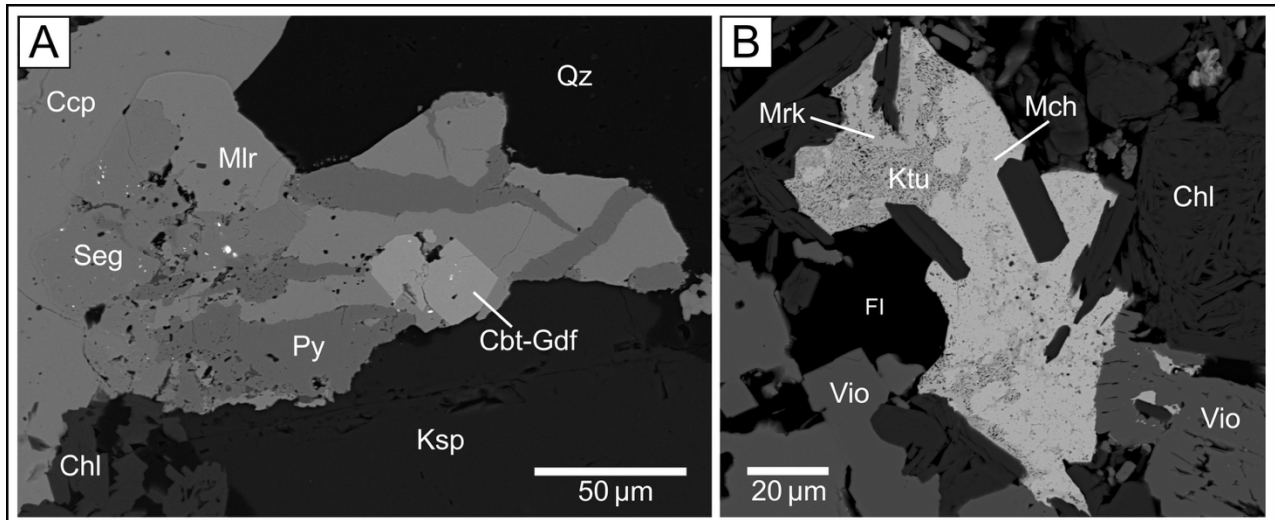 A
Ccp
Qz
Mlr
Seg
Py
Cbt-Gdf
Ksp
Chl
50 µm
B
Mrk
Mch
Ktu
Chl
Fl
Vio
Vio
20 µm